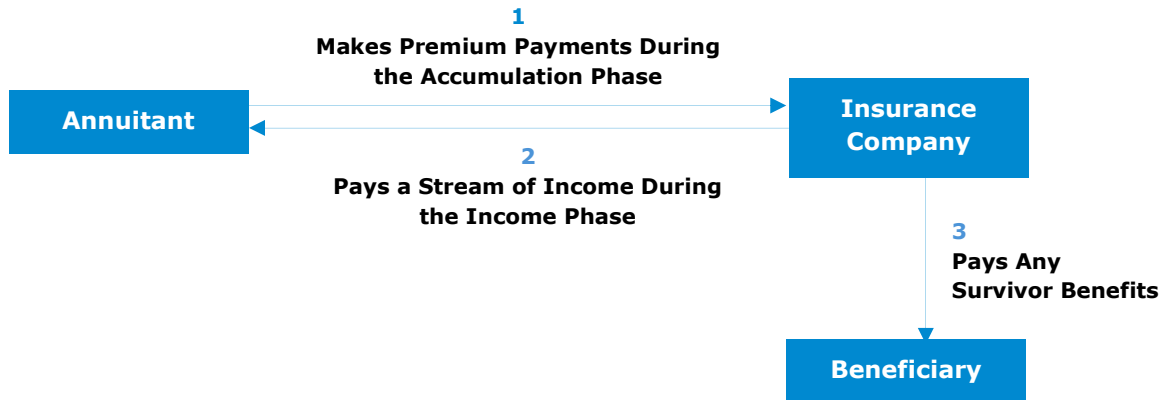 1
Makes Premium Payments During
the Accumulation Phase
Annuitant
Insurance
Company
2
Pays a Stream of Income During
the Income Phase
3
Pays Any
Survivor Benefits
Beneficiary